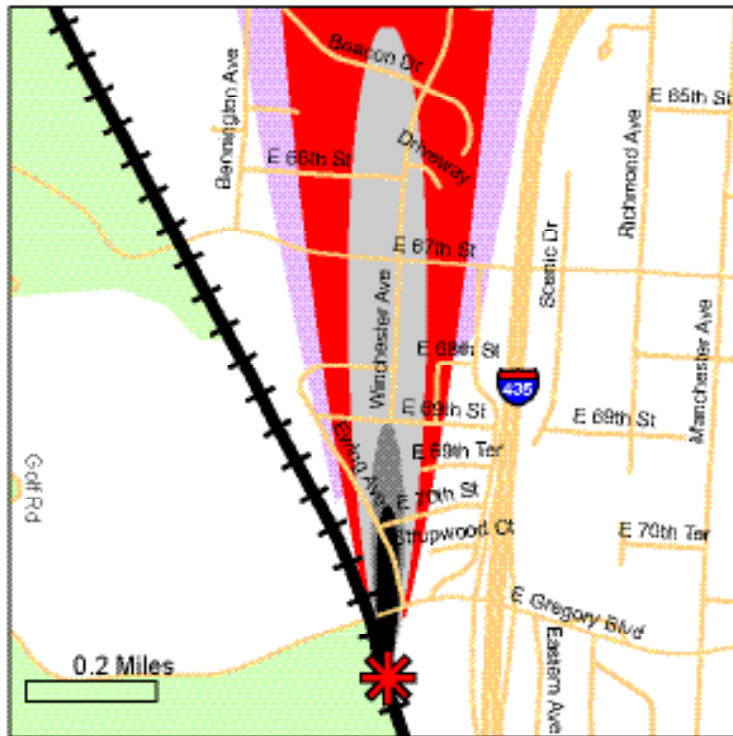 Beacon Dr
Bennington Ave
E 65th St
Driveway
E 66th St
Richmond Ave
E 67th St
Scenic Dr
Winchester Ave
Manchester Ave
E 68th St
435
E 69th St
E 69th St
Ewing Ave
E 69th Ter
Golf Rd
E 70th St
Strupwood Ct
E 70th Ter
E Gregory Blvd
Eastern Ave
0.2 Miles